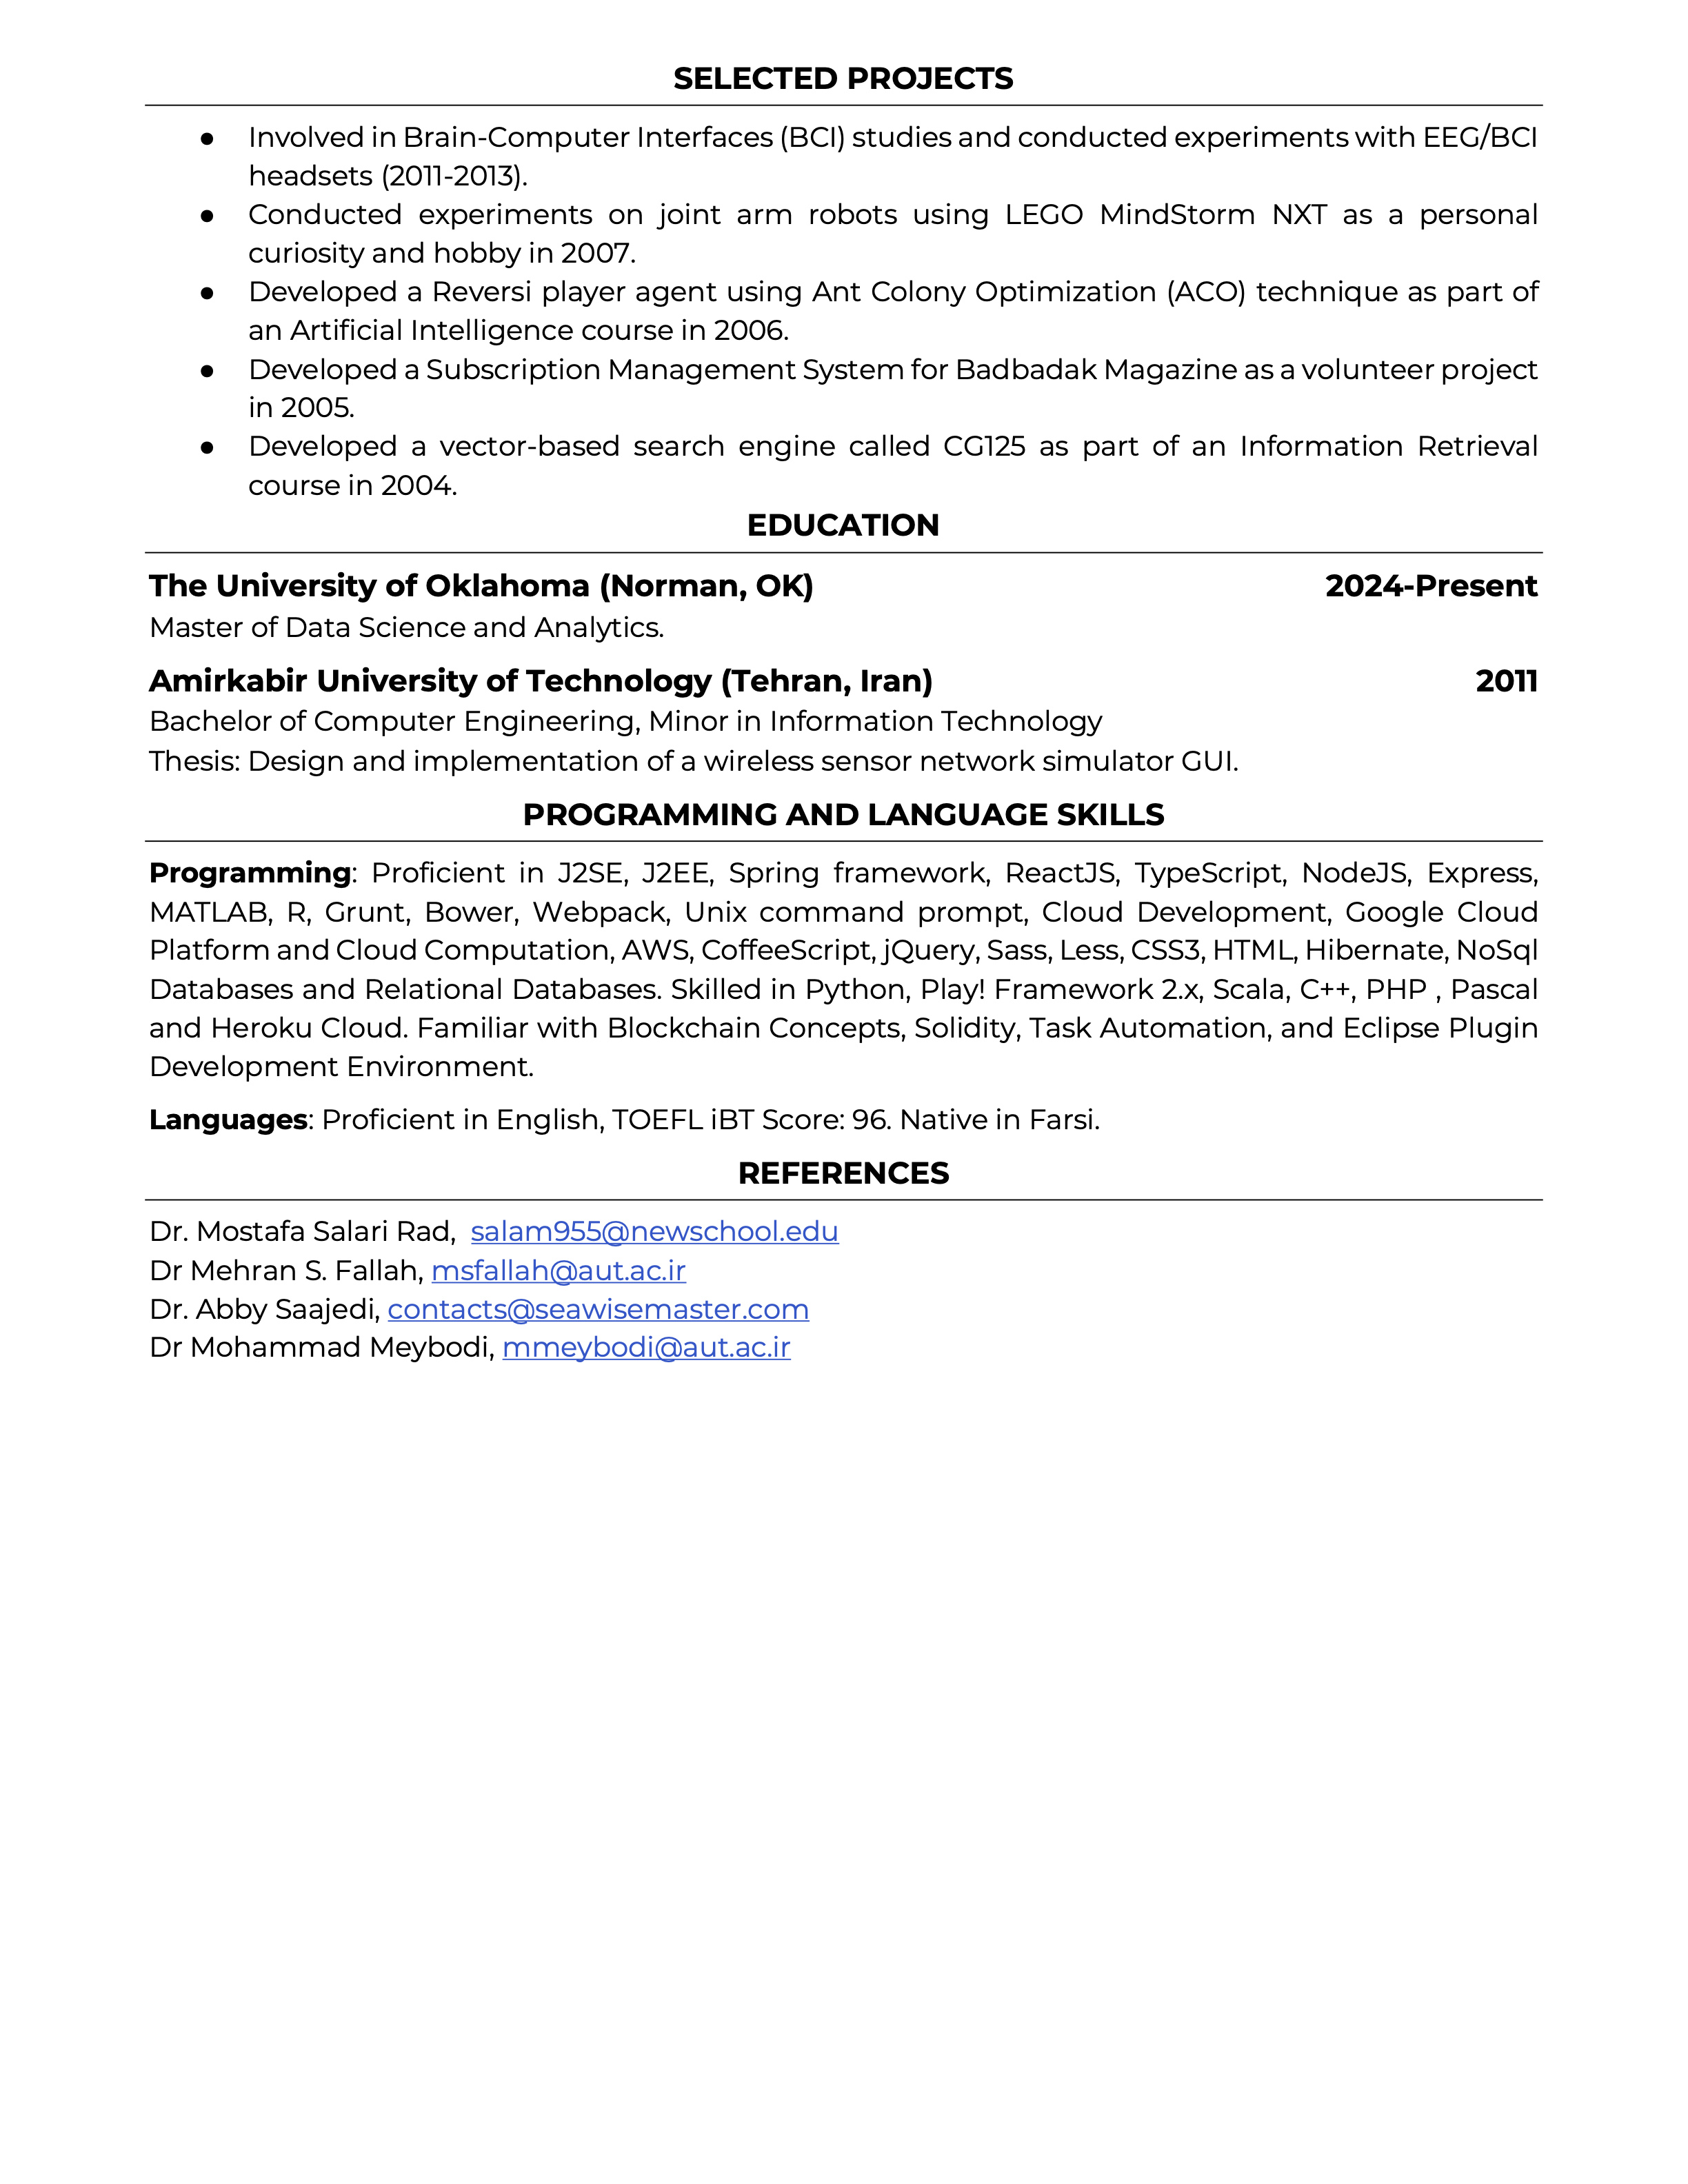 SELECTED PROJECTS
● Involved in Brain-Computer Interfaces (BCI) studies and conducted experiments with EEG/BCI
headsets (2011-2013).
● Conducted experiments on joint arm robots using LEGO MindStorm NXT as a personal
curiosity and hobby in 2007.
● Developed a Reversi player agent using Ant Colony Optimization (ACO) technique as part of
an Artificial Intelligence course in 2006.
● Developed a Subscription Management System for Badbadak Magazine as a volunteer project
in 2005.
● Developed a vector-based search engine called CG125 as part of an Information Retrieval
course in 2004.
EDUCATION
The University of Oklahoma (Norman, OK) 2024-Present
Master of Data Science and Analytics.
Amirkabir University of Technology (Tehran, Iran) 2011
Bachelor of Computer Engineering, Minor in Information Technology
Thesis: Design and implementation of a wireless sensor network simulator GUI.
PROGRAMMING AND LANGUAGE SKILLS
Programming: Proficient in J2SE, J2EE, Spring framework, ReactJS, TypeScript, NodeJS, Express,
MATLAB, R, Grunt, Bower, Webpack, Unix command prompt, Cloud Development, Google Cloud
Platform and Cloud Computation, AWS, CoffeeScript, jQuery, Sass, Less, CSS3, HTML, Hibernate, NoSql
Databases and Relational Databases. Skilled in Python, Play! Framework 2.x, Scala, C++, PHP , Pascal
and Heroku Cloud. Familiar with Blockchain Concepts, Solidity, Task Automation, and Eclipse Plugin
Development Environment.
Languages: Proficient in English, TOEFL iBT Score: 96. Native in Farsi.
REFERENCES
Dr. Mostafa Salari Rad,  salam955@newschool.edu
Dr Mehran S. Fallah, msfallah@aut.ac.ir
Dr. Abby Saajedi, contacts@seawisemaster.com
Dr Mohammad Meybodi, mmeybodi@aut.ac.ir